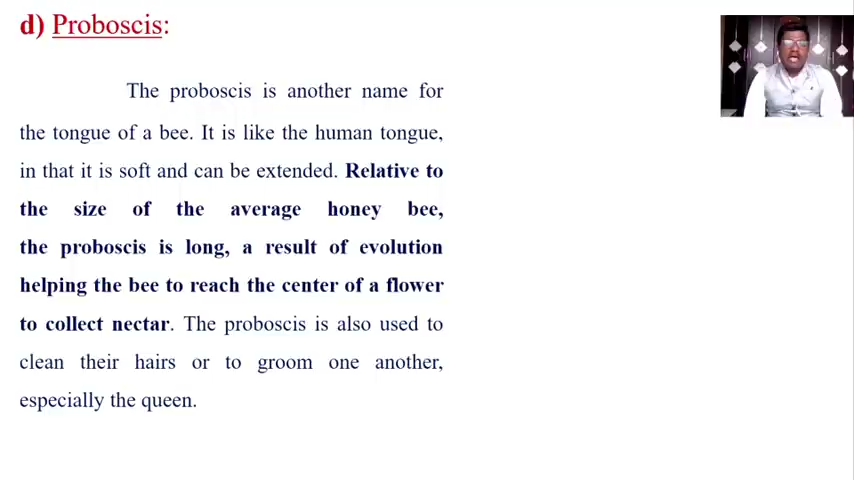 d) Proboscis:
The proboscis is another name for
the tongue of a bee. It is like the human tongue,
in that it is soft and can be extended. Relative to
the size of the average honey bee,
the proboscis is long, a result of evolution
helping the bee to reach the center of a flower
to collect nectar. The proboscis is also used to
clean their hairs or to groom one another,
especially the queen.